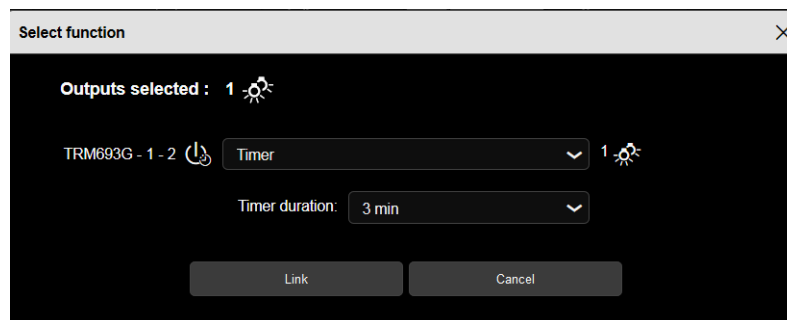 Select function
Outputs selected : 1
TRM693G - 1 - 2 Timer 1
Timer duration: 3 min
Link Cancel